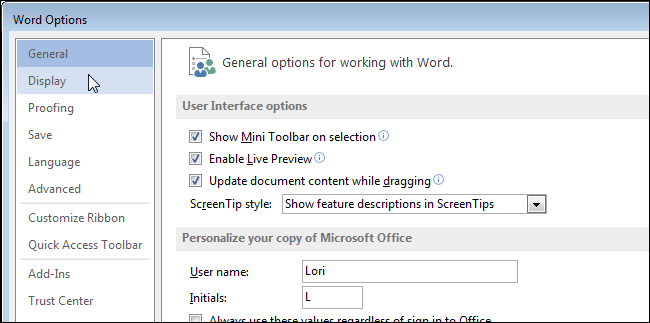 Word Options
General
Display
Proofing
Save
Language
Advanced
Customize Ribbon
Quick Access Toolbar
Add-Ins
Trust Center
General options for working with Word.
User Interface options
Show Mini Toolbar on selection
Enable Live Preview
Update document content while dragging
ScreenTip style: Show feature descriptions in ScreenTips
Personalize your copy of Microsoft Office
User name: Lori
Initials: L
Always use these values regardless of sign in to Office